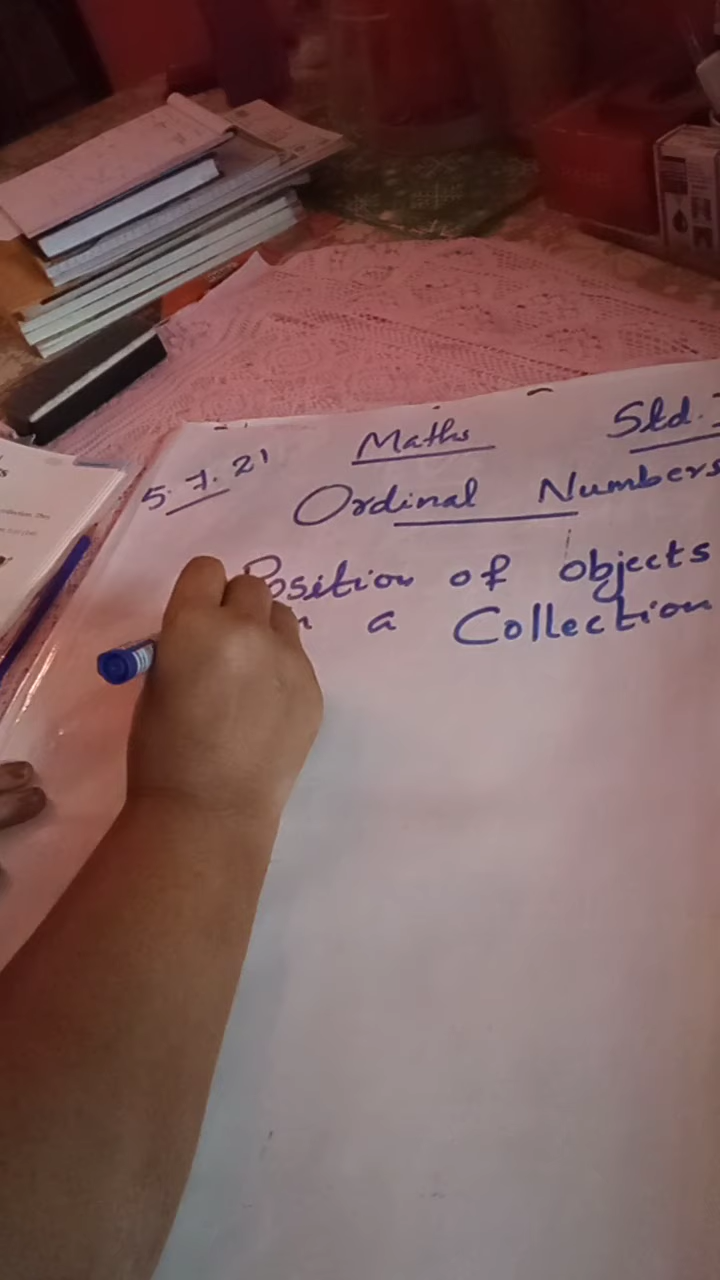 Maths
Std. I
5.7.21
Ordinal Numbers
Position of objects
a Collection